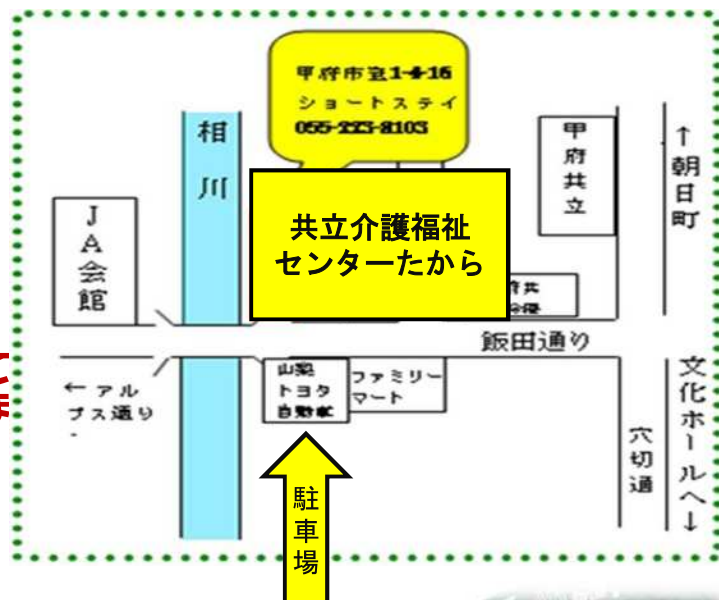 甲府市宝1-4-16
ショートステイ
055-223-8103
相川
甲府共立
↑朝日町
JA会館
共立介護福祉
センターたから
飯田通り
←アル
プス通り
山梨
トヨタ
自動車
ファミリー
マート
文化ホールへ↓
穴切通
駐車場